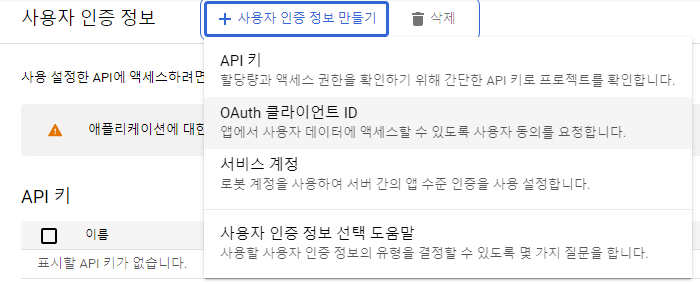 사용자 인증 정보
+ 사용자 인증 정보 만들기
삭제
사용 설정한 API에 액세스하려면
애플리케이션에 대한
API 키
할당량과 액세스 권한을 확인하기 위해 간단한 API 키로 프로젝트를 확인합니다.
OAuth 클라이언트 ID
앱에서 사용자 데이터에 액세스할 수 있도록 사용자 동의를 요청합니다.
서비스 계정
로봇 계정을 사용하여 서버 간의 앱 수준 인증을 사용 설정합니다.
사용자 인증 정보 선택 도움말
사용할 사용자 인증 정보의 유형을 결정할 수 있도록 몇 가지 질문을 합니다.
API 키
이름
표시할 API 키가 없습니다.